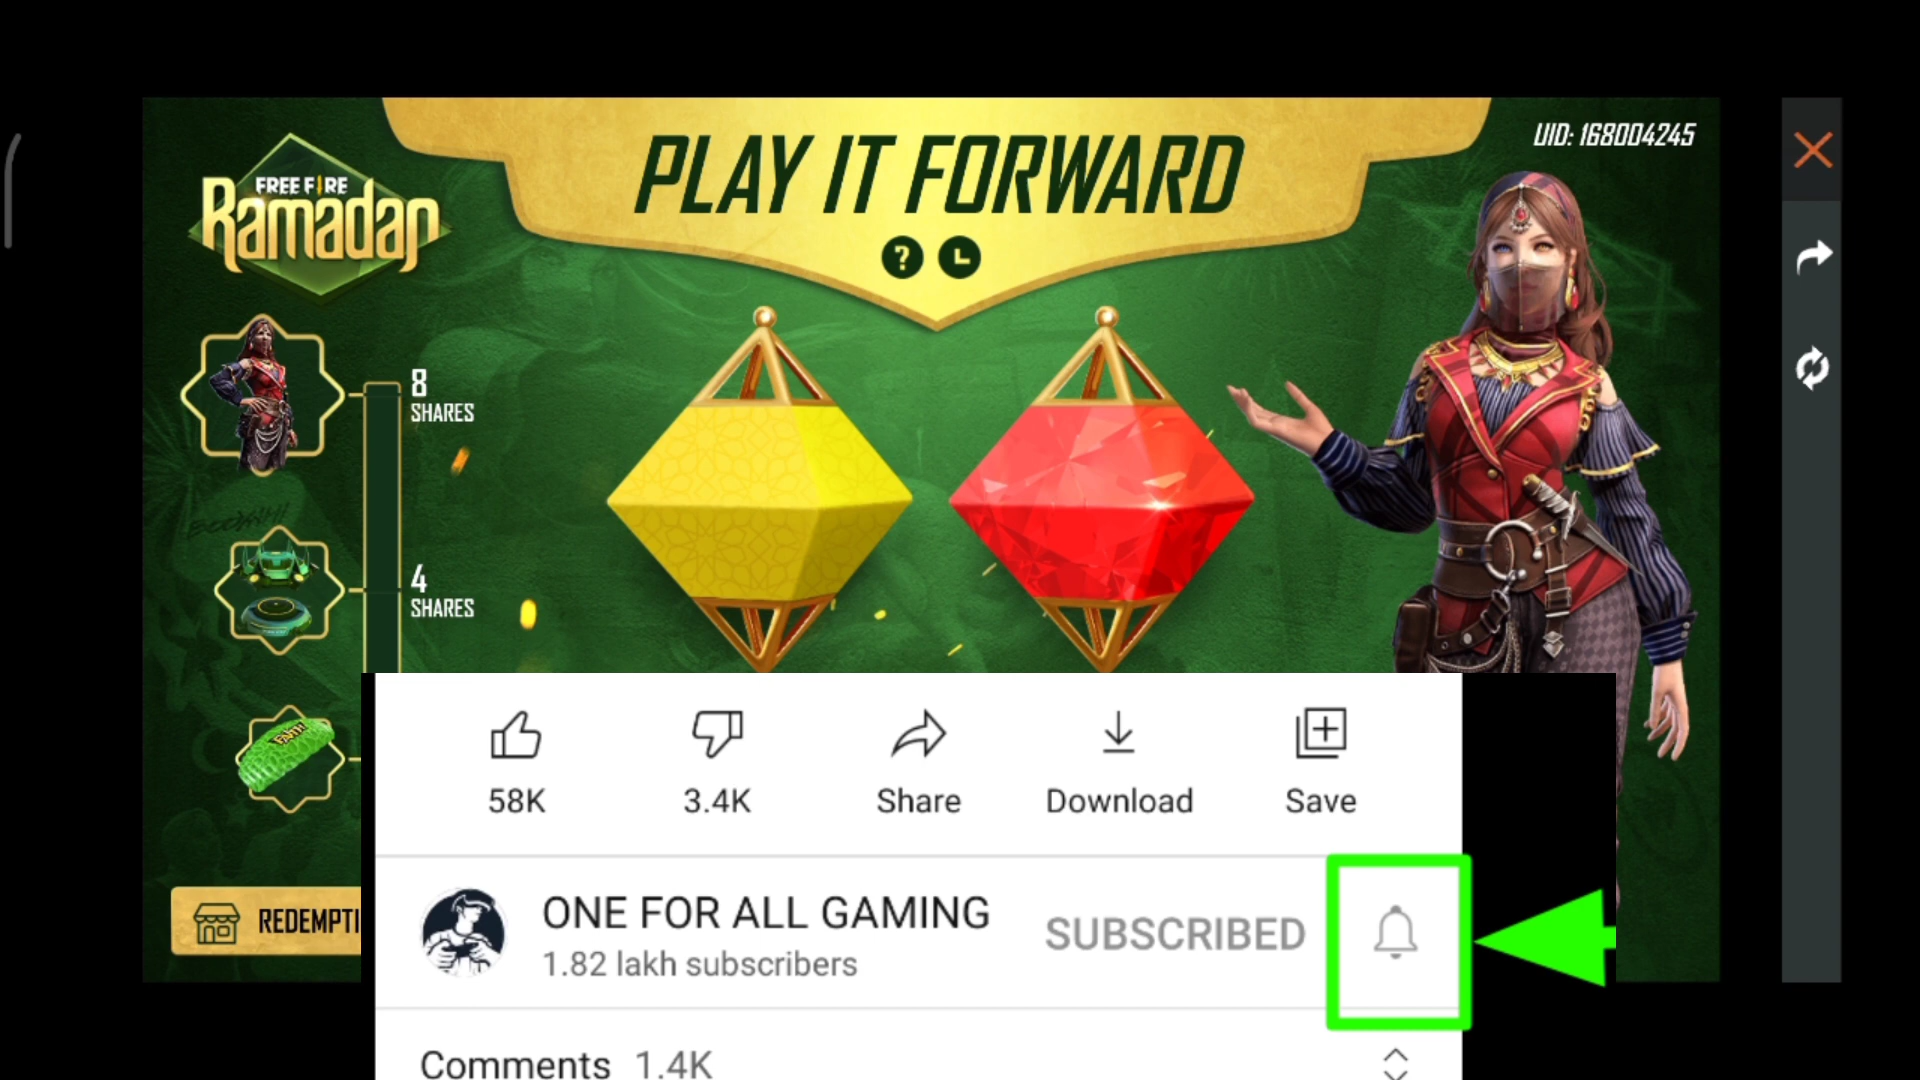 PLAY IT FORWARD
UID: 168004245
FREE FIRE
Ramadan
?
8
SHARES
4
SHARES
FAITH
REDEMPTI
58K
3.4K
Share
Download
Save
ONE FOR ALL GAMING
SUBSCRIBED
1.82 lakh subscribers
Comments 1.4K